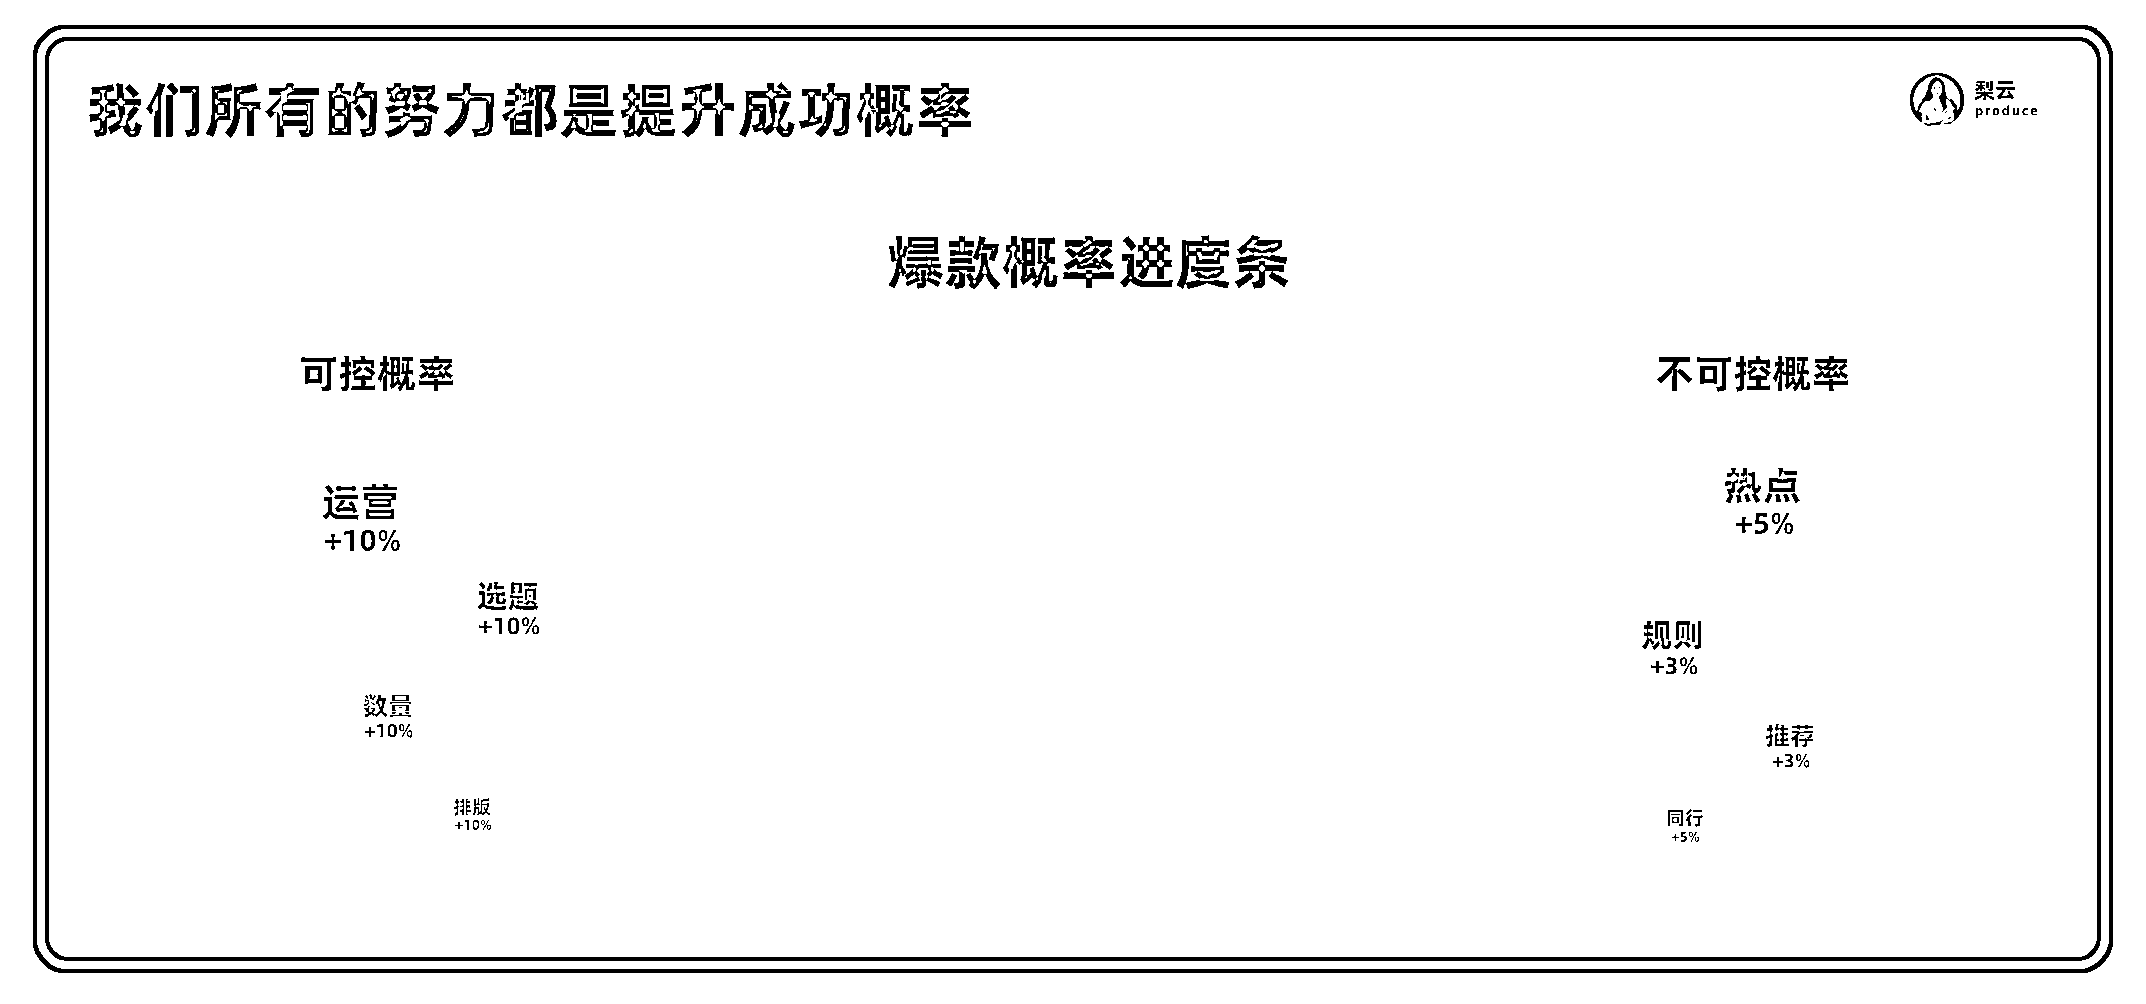 我们所有的努力都是提升成功概率
梨云
produce
爆款概率进度条
可控概率
运营
+10%
选题
+10%
数量
+10%
排版
+10%
不可控概率
热点
+5%
规则
+3%
推荐
+3%
同行
+5%